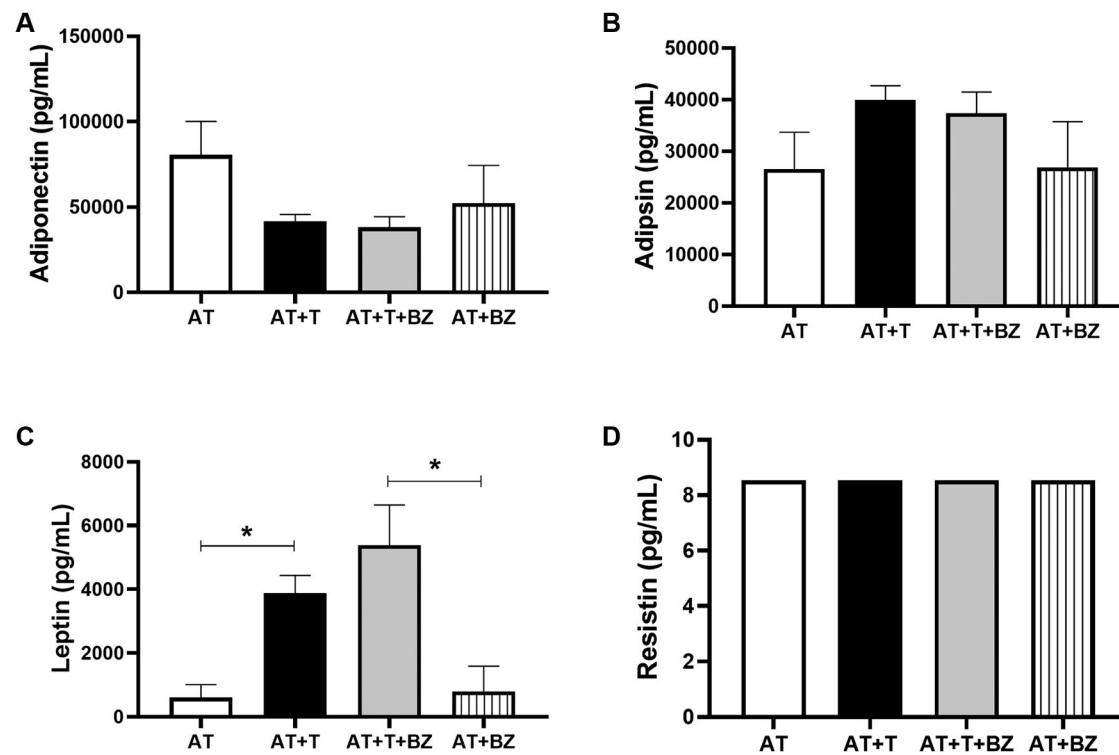 A
Adiponectin (pg/mL)
150000
100000
50000
0
AT AT+T AT+T+BZ AT+BZ
B
Adipsin (pg/mL)
50000
40000
30000
20000
10000
0
AT AT+T AT+T+BZ AT+BZ
C
Leptin (pg/mL)
8000
6000
4000
2000
0
*
*
AT AT+T AT+T+BZ AT+BZ
D
Resistin (pg/mL)
10
8
6
4
2
0
AT AT+T AT+T+BZ AT+BZ